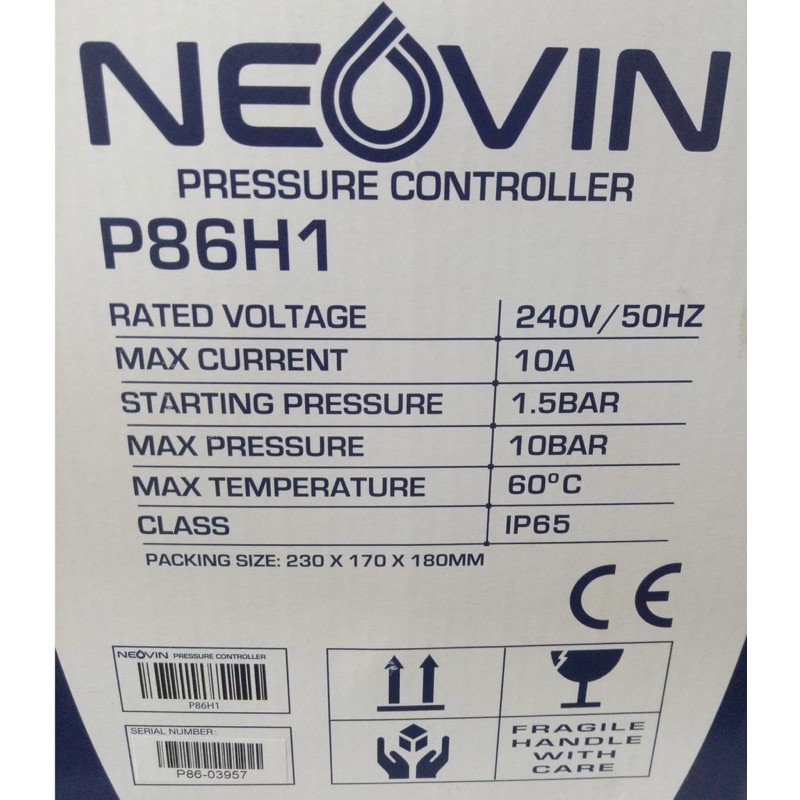 NEOVIN
PRESSURE CONTROLLER
P86H1
RATED VOLTAGE 240V/50HZ
MAX CURRENT 10A
STARTING PRESSURE 1.5BAR
MAX PRESSURE 10BAR
MAX TEMPERATURE 60°C
CLASS IP65
PACKING SIZE: 230 X 170 X 180MM
CE
NEOVIN PRESSURE CONTROLLER
P86H1
SERIAL NUMBER:
P86-03957
FRAGILE
HANDLE
WITH
CARE